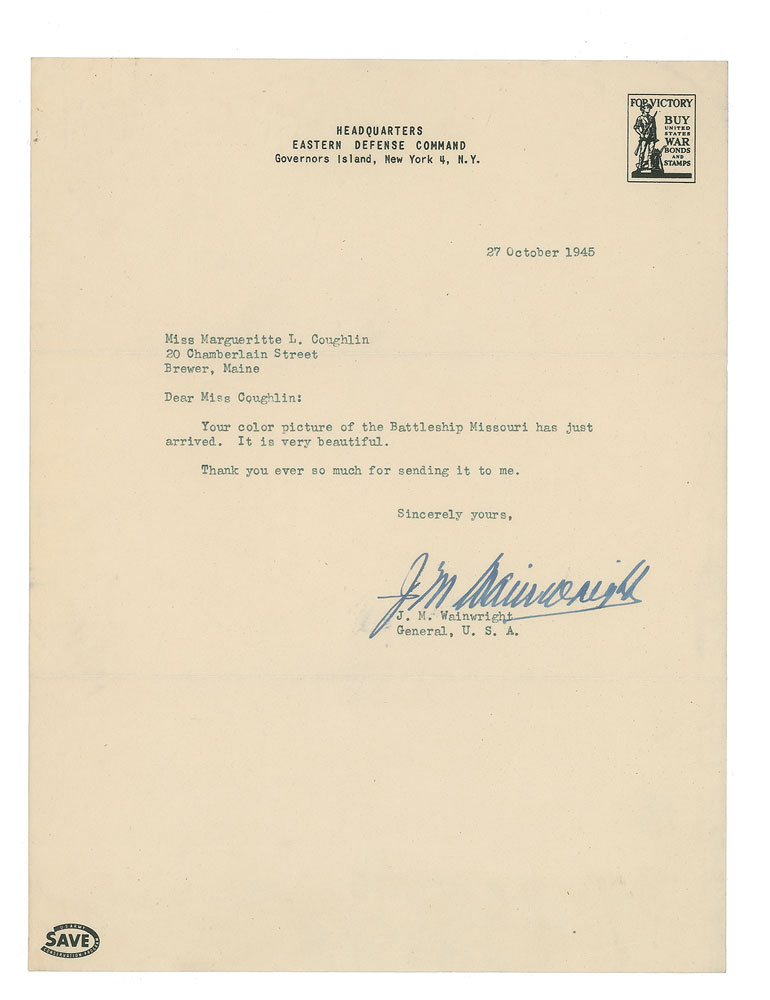 HEADQUARTERS
EASTERN DEFENSE COMMAND
Governors Island, New York 4, N.Y.
FOR VICTORY
BUY
UNITED
STATES
WAR
BONDS
AND
STAMPS
27 October 1945
Miss Margueritte L. Coughlin
20 Chamberlain Street
Brewer, Maine
Dear Miss Coughlin:
Your color picture of the Battleship Missouri has just
arrived. It is very beautiful.
Thank you ever so much for sending it to me.
Sincerely yours,
J M Wainwright
J. M. Wainwright
General, U. S. A.
U S ARMY
SAVE
CONSERVATION PROGRAM